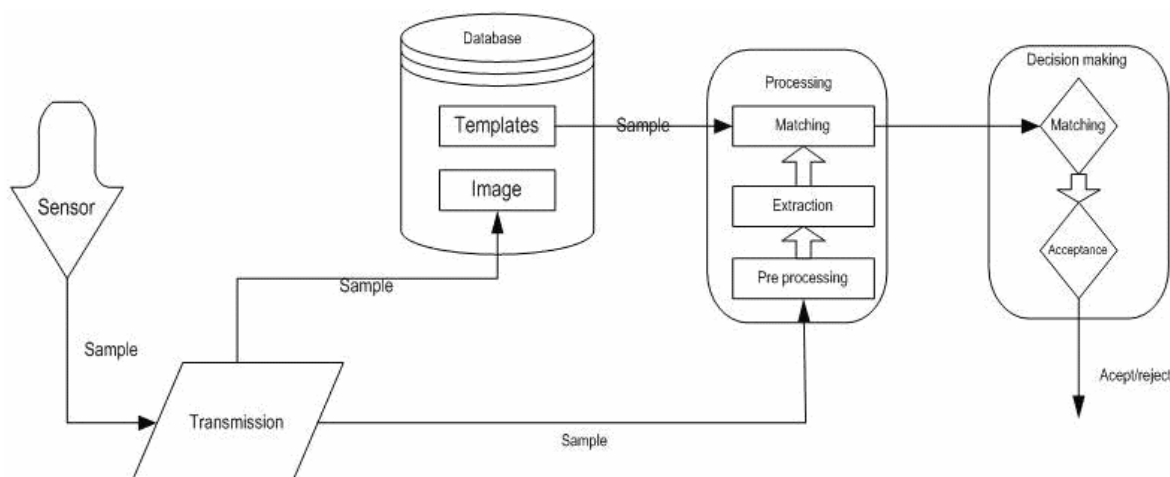 Database
Templates
Image
Sensor
Sample
Transmission
Sample
Sample
Sample
Processing
Matching
Extraction
Pre processing
Decision making
Matching
Acceptance
Acept/reject